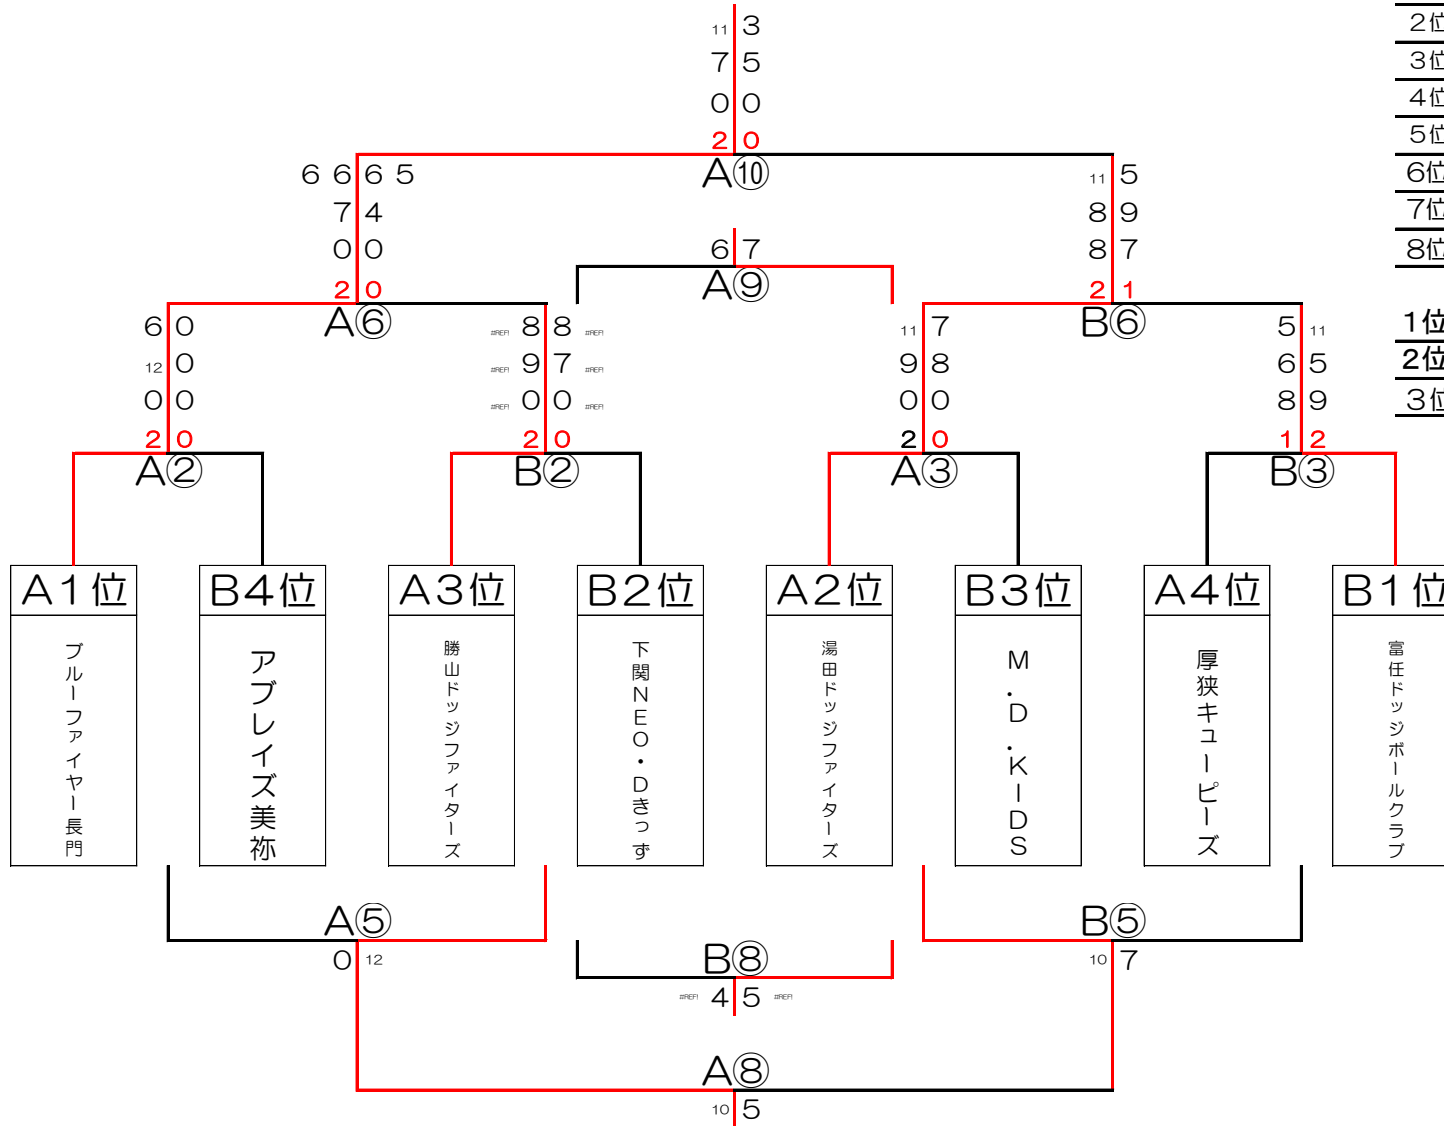 11 3
7 5
0 0
2 0
A⑩
6 6 6 5
7 4
0 0
2 0
A⑥
11 5
8 9
8 7
2 1
B⑥
6 7
A⑨
6 0
12 0
0 0
2 0
A②
#REF! 8 8 #REF!
#REF! 9 7 #REF!
#REF! 0 0 #REF!
2 0
B②
11 7
9 8
0 0
2 0
A③
5 11
6 5
8 9
1 2
B③
2位
3位
4位
5位
6位
7位
8位
1位
2位
3位
A1位
B4位
A3位
B2位
A2位
B3位
A4位
B1位
ブルーファイヤー長門
アブレイズ美祢
勝山ドッジファイターズ
下関NEO・Dきっず
湯田ドッジファイターズ
M.D.KIDS
厚狭キューピーズ
富任ドッジボールクラブ
A⑤
0 12
B⑤
10 7
B⑧
#REF! 4 5 #REF!
A⑧
10 5